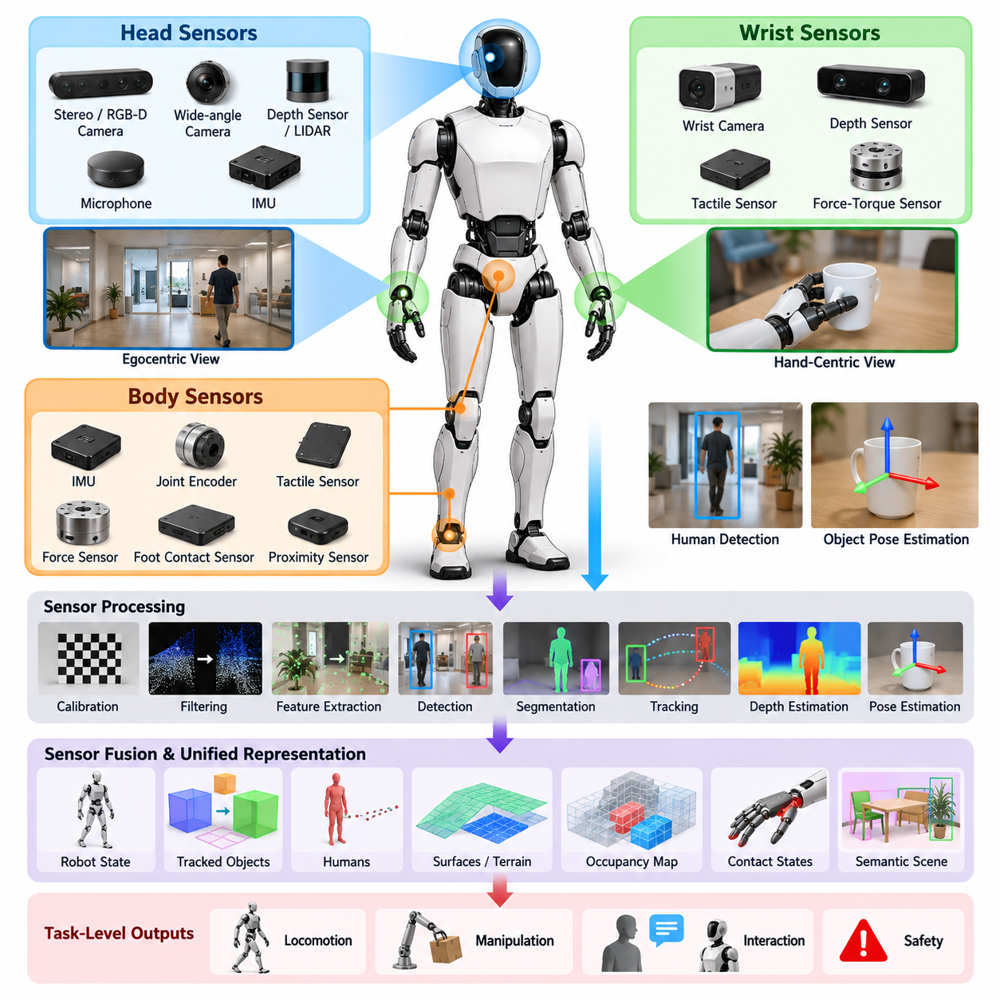 Head Sensors
Stereo / RGB-D
Camera
Wide-angle
Camera
Depth Sensor
/ LIDAR
Microphone
IMU
Wrist Sensors
Wrist Camera
Depth Sensor
Tactile Sensor
Force-Torque Sensor
Egocentric View
Hand-Centric View
Body Sensors
IMU
Joint Encoder
Tactile Sensor
Force Sensor
Foot Contact Sensor
Proximity Sensor
Human Detection
Object Pose Estimation
Sensor Processing
Calibration
Filtering
Feature Extraction
Detection
Segmentation
Tracking
Depth Estimation
Pose Estimation
Sensor Fusion & Unified Representation
Robot State
Tracked Objects
Humans
Surfaces / Terrain
Occupancy Map
Contact States
Semantic Scene
Task-Level Outputs
Locomotion
Manipulation
Interaction
Safety